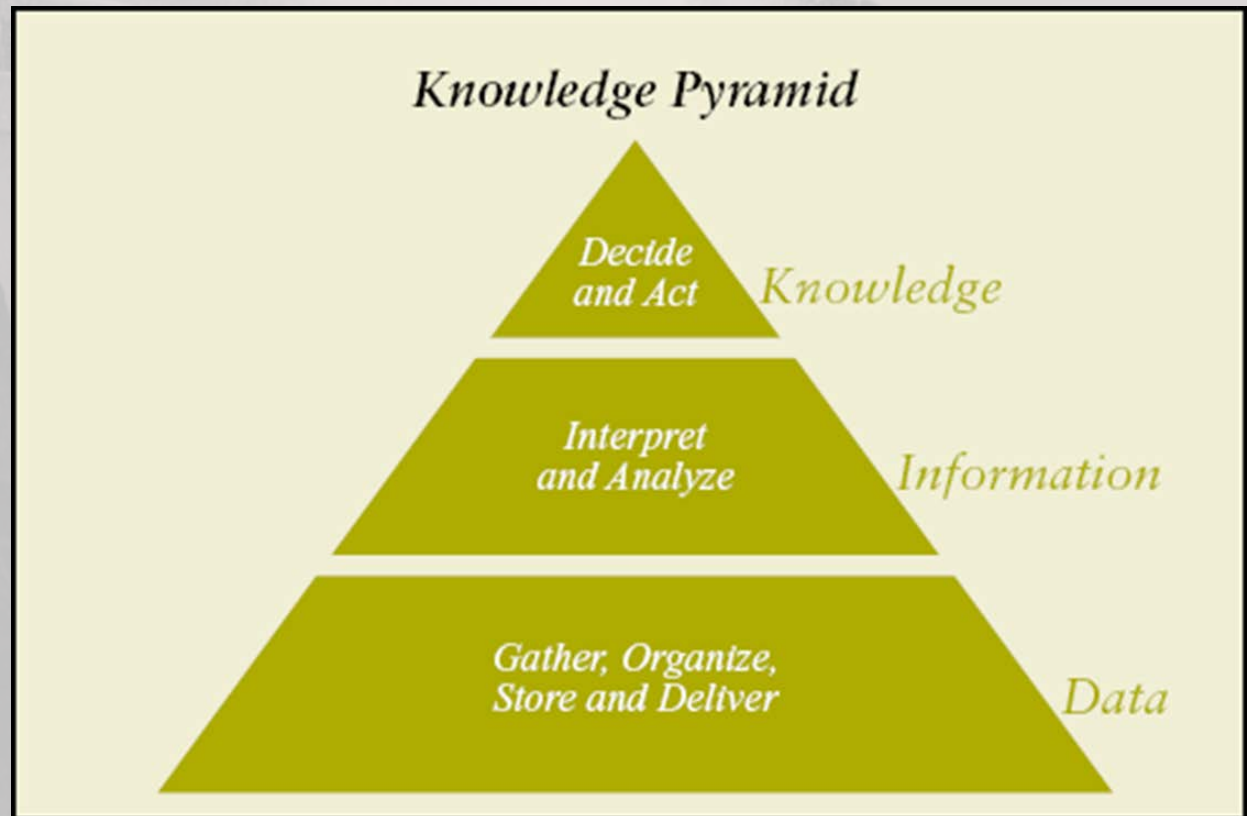 Knowledge Pyramid
Decide
and Act
Knowledge
Interpret
and Analyze
Information
Gather, Organize,
Store and Deliver
Data